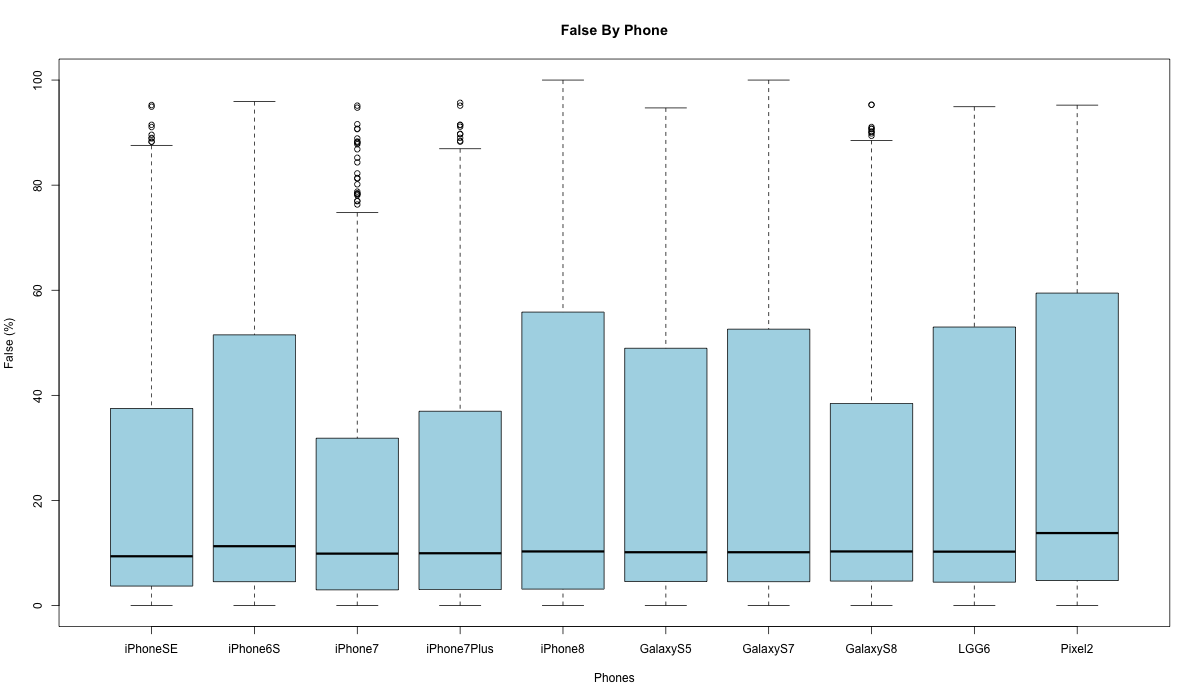 False By Phone
100
80
60
40
20
0
False (%)
iPhoneSE iPhone6S iPhone7 iPhone7Plus iPhone8 GalaxyS5 GalaxyS7 GalaxyS8 LGG6 Pixel2
Phones